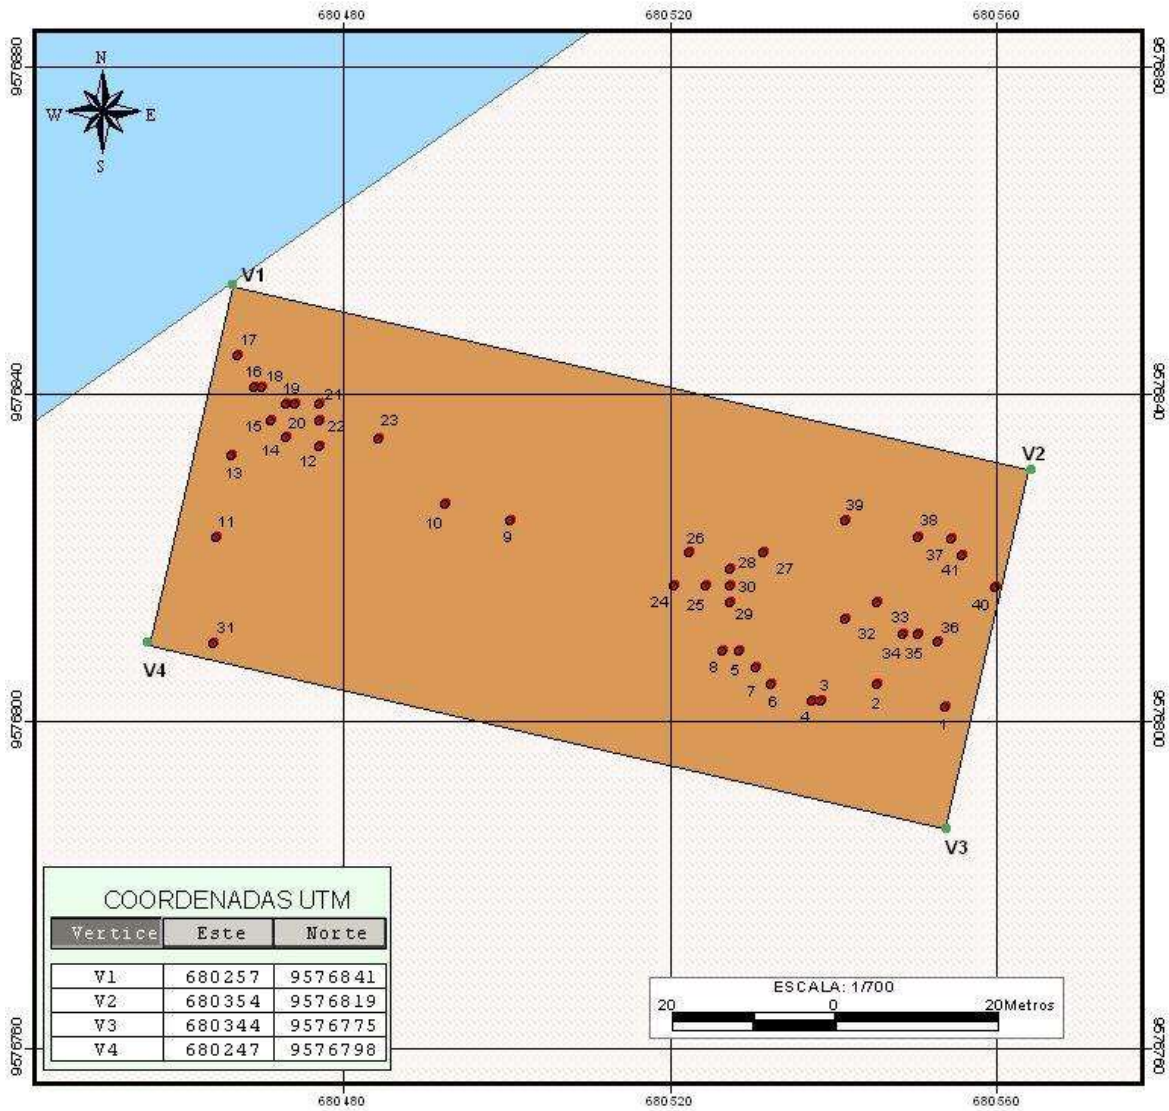 680480 680520 680560
9576880 9576880
N
W E
S
V1
17
16 18
9576840 9576840
19 21
23
15 20 22
14 12
V2
13
39 38
11 10
9
26
37
28 27 41
24 25 30
29 40
33 36
31 32
34 35
V4
8 5
7 6 3
4 2
9576800 1 9576800
V3
COORDENADAS UTM
Vertice Este Norte
V1 680257 9576841
V2 680354 9576819
V3 680344 9576775
V4 680247 9576798
ESCALA: 1/700
20 0 20Metros
9576760 9576760
680480 680520 680560